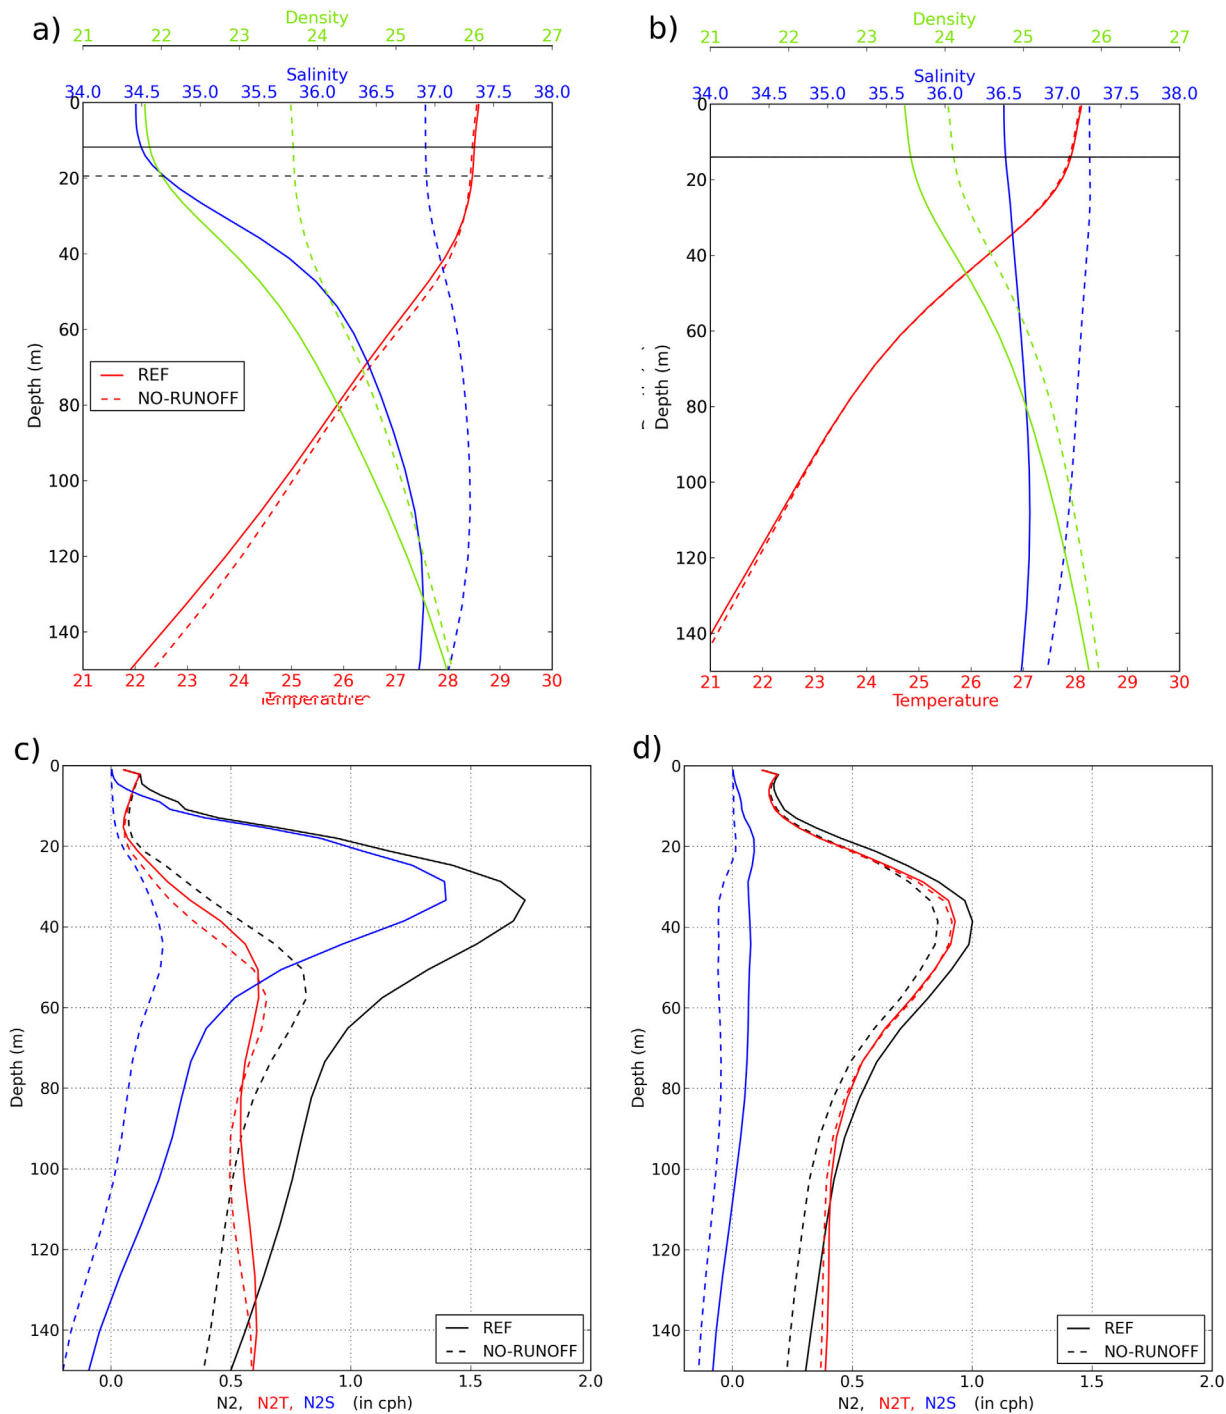 a)
Density
21 22 23 24 25 26 27
Salinity
34.0 34.5 35.0 35.5 36.0 36.5 37.0 37.5 38.0
0
20
40
60
80
100
120
140
Depth (m)
REF
NO-RUNOFF
21 22 23 24 25 26 27 28 29 30
Temperature
b)
Density
21 22 23 24 25 26 27
Salinity
34.0 34.5 35.0 35.5 36.0 36.5 37.0 37.5 38.0
0
20
40
60
80
100
120
140
Depth (m)
21 22 23 24 25 26 27 28 29 30
Temperature
c)
0
20
40
60
80
100
120
140
Depth (m)
REF
NO-RUNOFF
0.0 0.5 1.0 1.5 2.0
N2, N2T, N2S (in cph)
d)
0
20
40
60
80
100
120
140
Depth (m)
REF
NO-RUNOFF
0.0 0.5 1.0 1.5 2.0
N2, N2T, N2S (in cph)